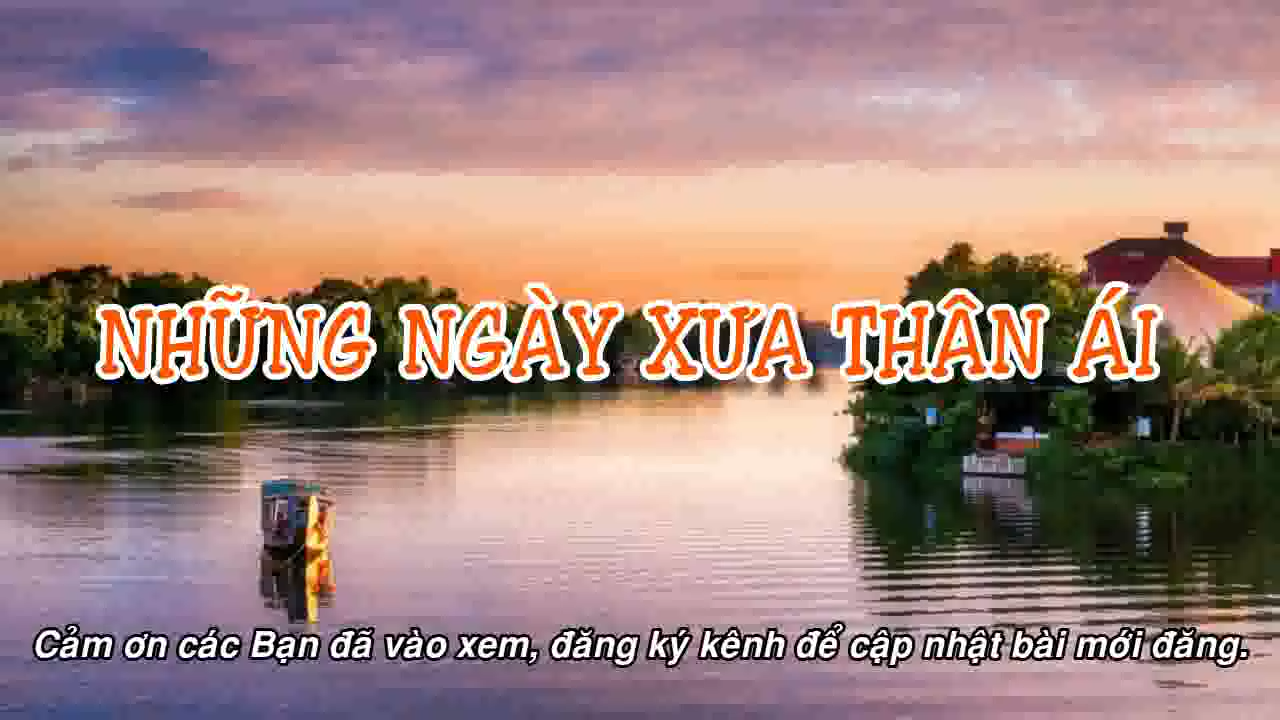 NHỮNG NGÀY XƯA THÂN ÁI
Cảm ơn các Bạn đã vào xem, đăng ký kênh để cập nhật bài mới đăng.